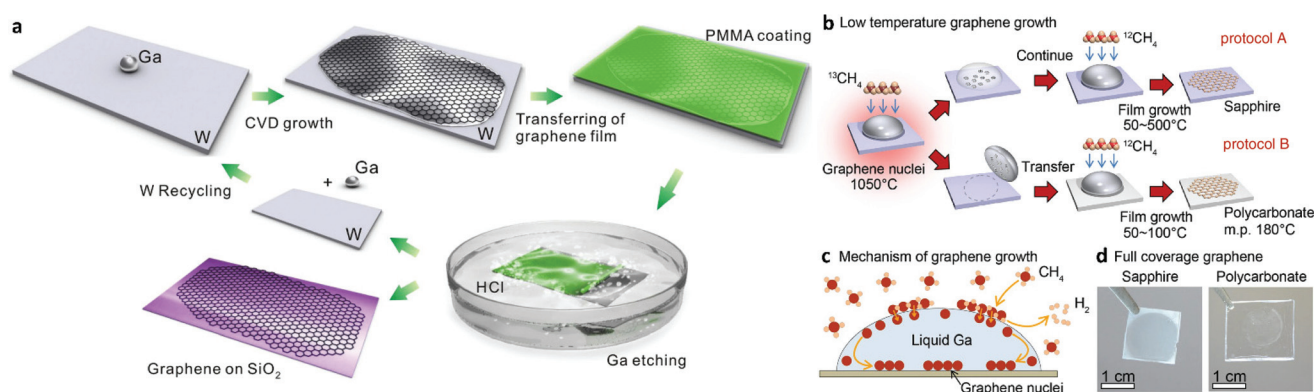 a
Ga
W
CVD growth
W
Transferring of
graphene film
PMMA coating
W Recycling
+
Ga
W
HCl
Ga etching
Graphene on SiO₂
b Low temperature graphene growth
¹³CH₄
Graphene nuclei
1050°C
Continue
¹²CH₄
protocol A
Film growth
50~500°C
Sapphire
Transfer
¹²CH₄
protocol B
Film growth
50~100°C
Polycarbonate
m.p. 180°C
c Mechanism of graphene growth
CH₄
H₂
Liquid Ga
Graphene nuclei
d Full coverage graphene
Sapphire
Polycarbonate
1 cm
1 cm